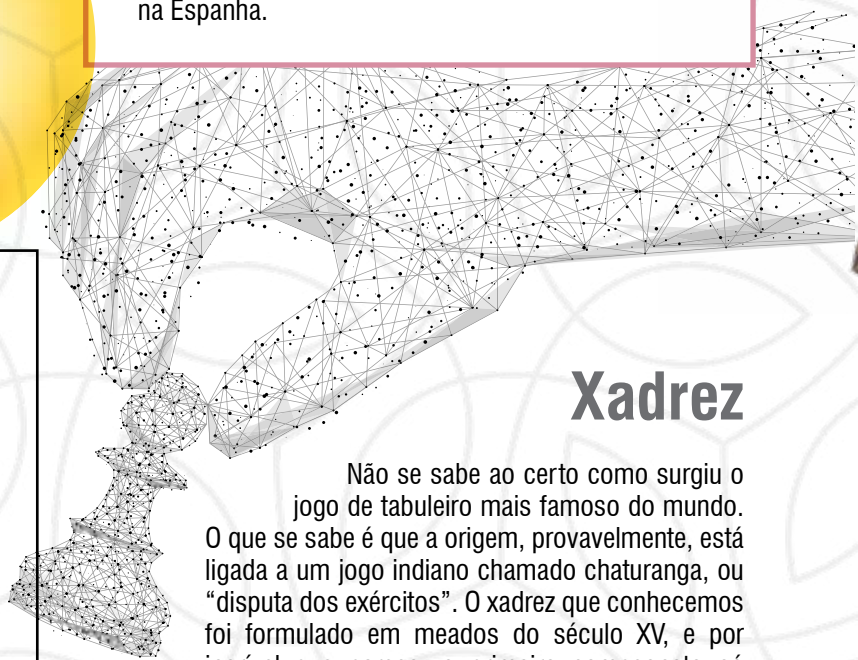 na Espanha.
Xadrez
Não se sabe ao certo como surgiu o
jogo de tabuleiro mais famoso do mundo.
O que se sabe é que a origem, provavelmente, está
ligada a um jogo indiano chamado chaturanga, ou
“disputa dos exércitos”. O xadrez que conhecemos
foi formulado em meados do século XV, e por